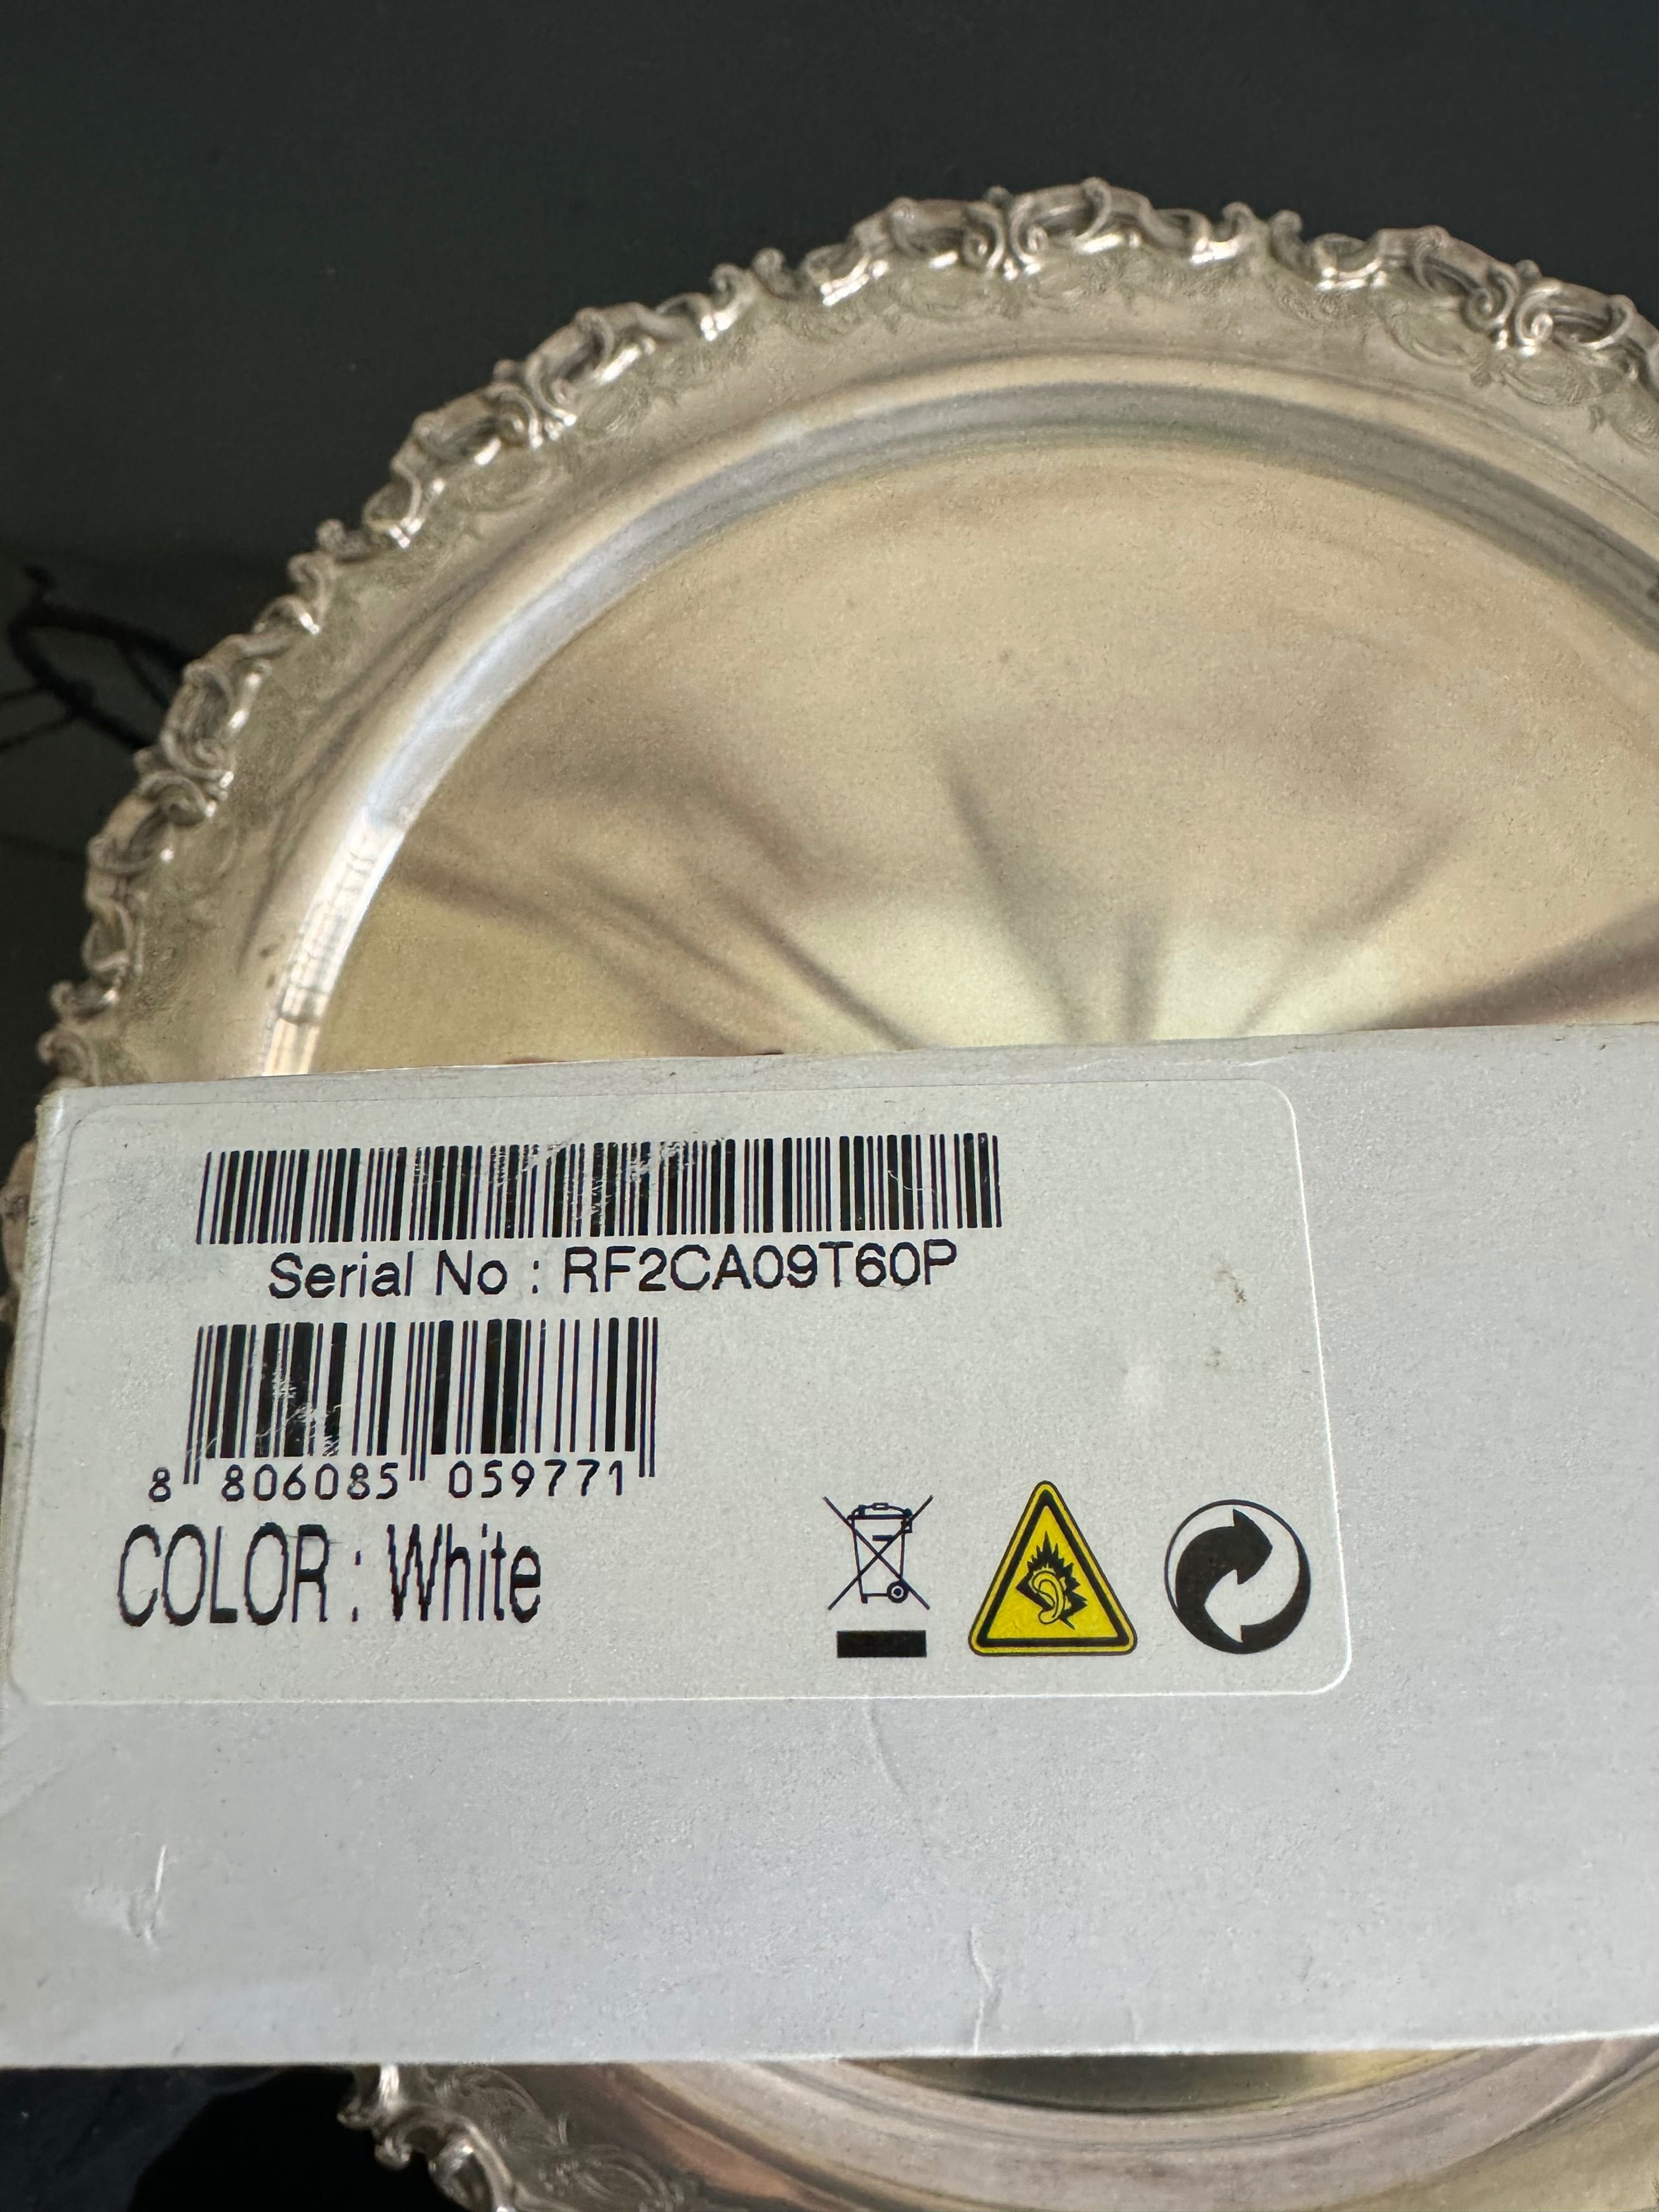 Serial No : RF2CA09T60P
8 806085 059771
COLOR : White